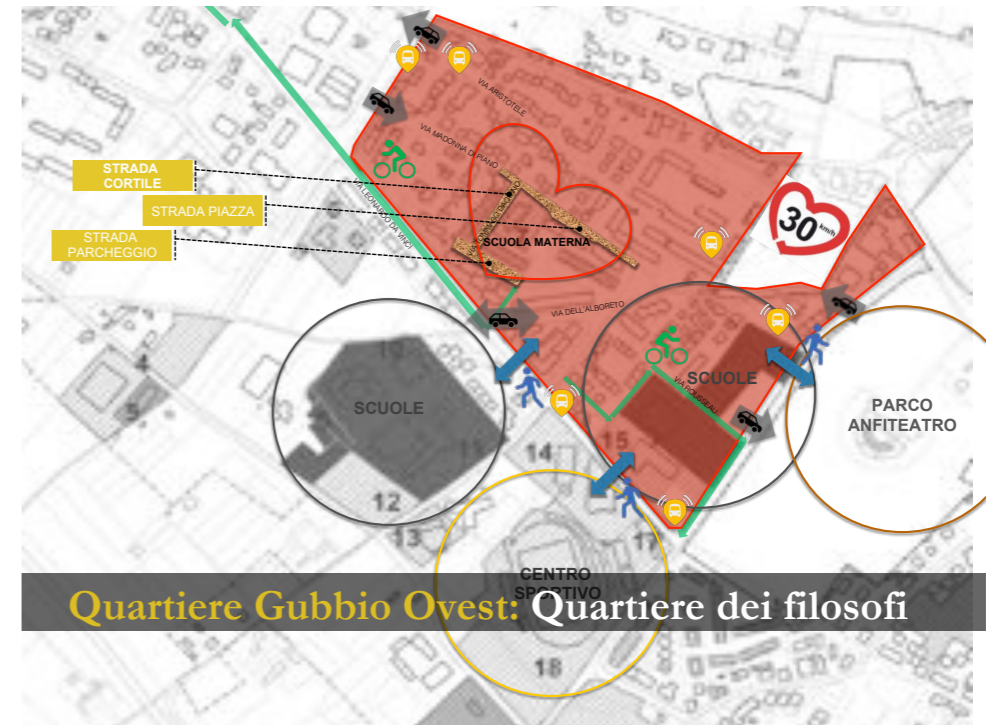 VIA ARISTOTELE
VIA MADONNA DI PIANO
STRADA
CORTILE
STRADA PIAZZA
STRADA
PARCHEGGIO
VIA LEONARDO DA VINCI
SCUOLA MATERNA
30 km/h
VIA DELL'ALBORETO
VIA ROUSSEAU
SCUOLE
SCUOLE
PARCO
ANFITEATRO
4
5
10
11
12
13
14
15
17
CENTRO
SPORTIVO
Quartiere Gubbio Ovest: Quartiere dei filosofi
18